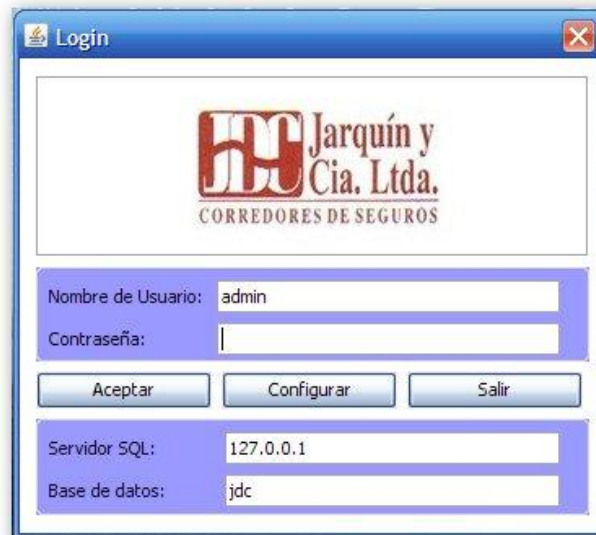 Login
JDC
Jarquín y
Cia. Ltda.
CORREDORES DE SEGUROS
Nombre de Usuario: admin
Contraseña:
Aceptar Configurar Salir
Servidor SQL: 127.0.0.1
Base de datos: jdc